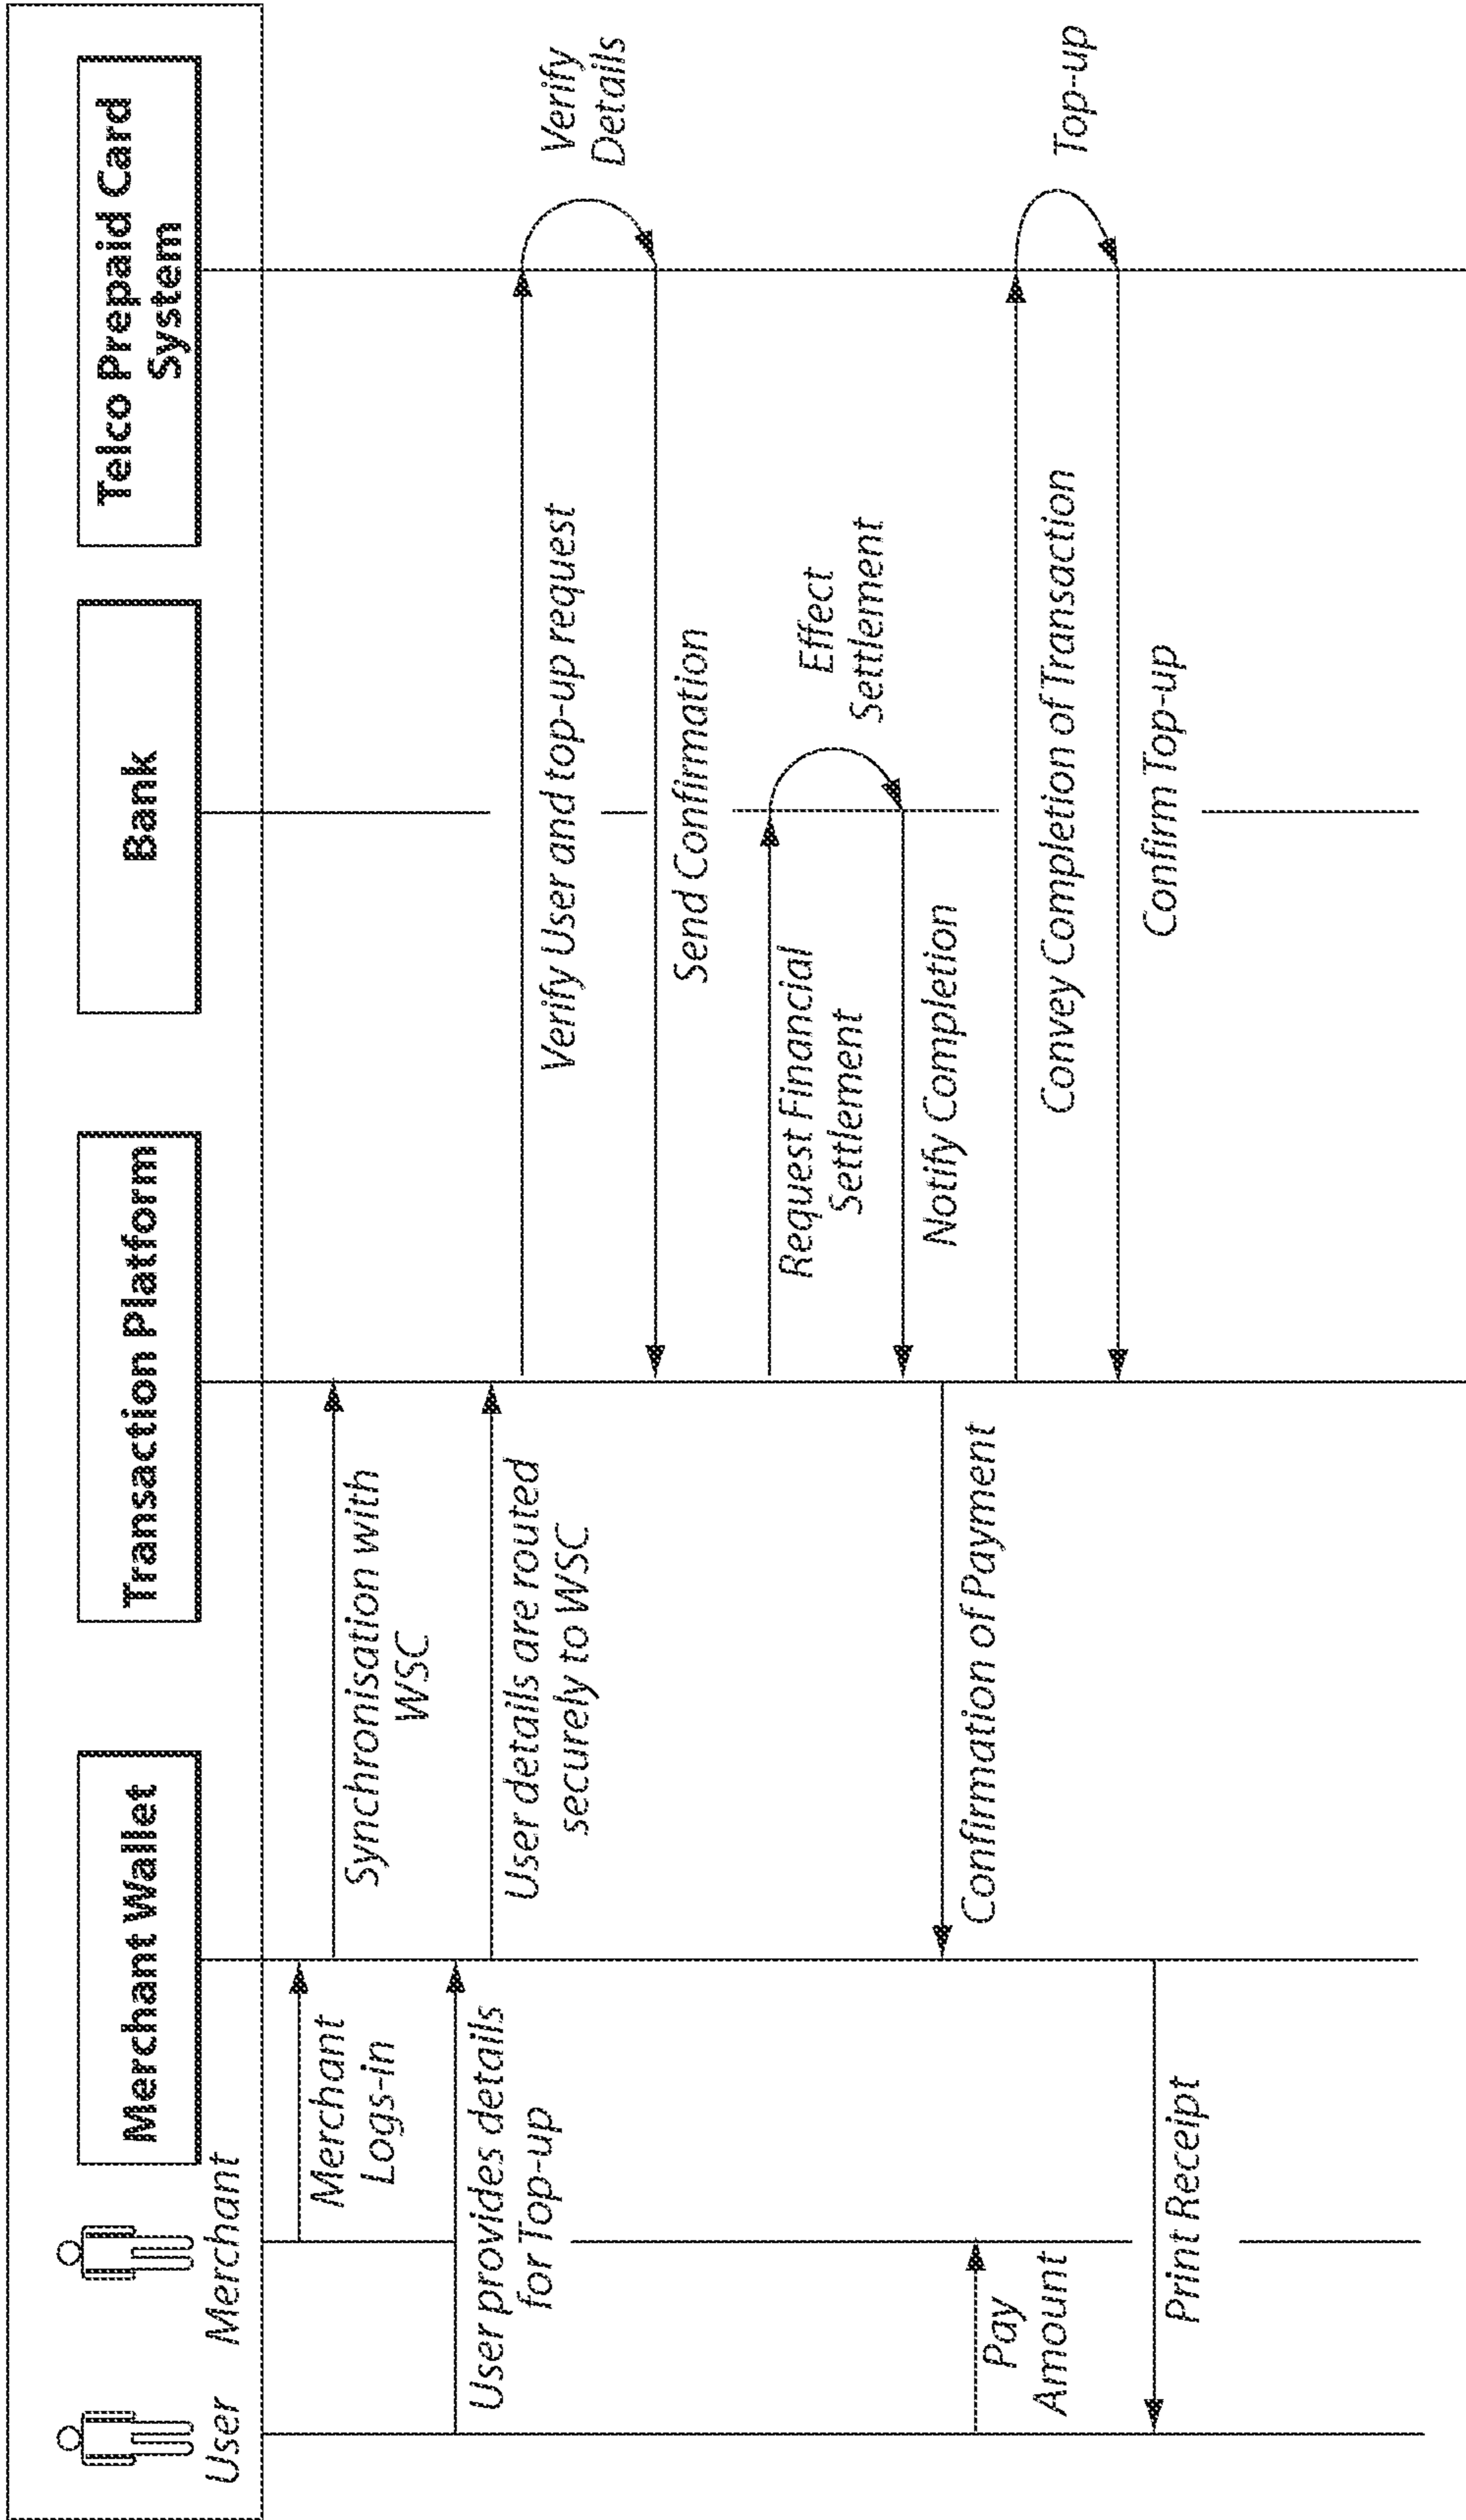 User
Merchant
Merchant Wallet
Transaction Platform
Bank
Telco Prepaid Card
System
Merchant
Logs-in
Synchronisation with
WSC
User provides details
for Top-up
User details are routed
securely to WSC
Verify User and top-up request
Verify
Details
Send Confirmation
Request Financial
Settlement
Effect
Settlement
Notify Completion
Confirmation of Payment
Pay
Amount
Convey Completion of Transaction
Top-up
Confirm Top-up
Print Receipt